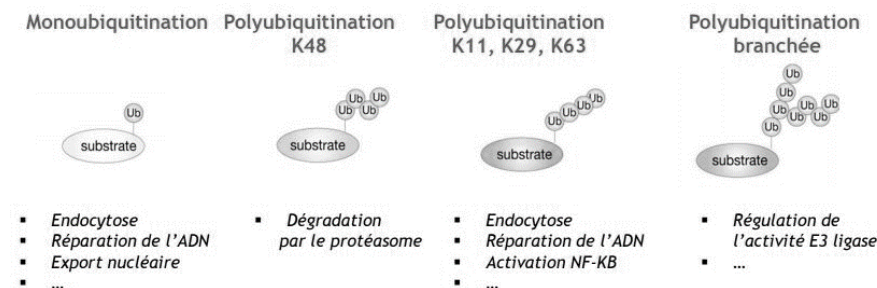 Monoubiquitination
Polyubiquitination
K48
Polyubiquitination
K11, K29, K63
Polyubiquitination
branchée
Ub
substrate
Ub
Ub
Ub
Ub
substrate
Ub
Ub
Ub
Ub
substrate
Ub
Ub
Ub
Ub
Ub
Ub
Ub
Ub
substrate
▪ Endocytose
▪ Réparation de l’ADN
▪ Export nucléaire
▪ …
▪ Dégradation
par le protéasome
▪ Endocytose
▪ Réparation de l’ADN
▪ Activation NF-KB
▪ …
▪ Régulation de
l’activité E3 ligase
▪ …